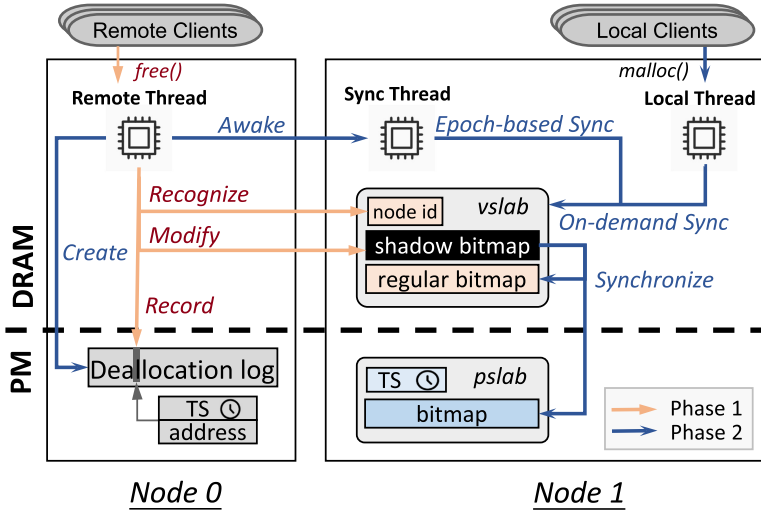 Remote Clients
Local Clients
free()
malloc()
Remote Thread
Sync Thread
Local Thread
Awake
Epoch-based Sync
Recognize
node id
vslab
On-demand Sync
Modify
shadow bitmap
Create
regular bitmap
Synchronize
Record
DRAM
PM
Deallocation log
TS
pslab
TS
address
bitmap
Phase 1
Phase 2
Node 0
Node 1